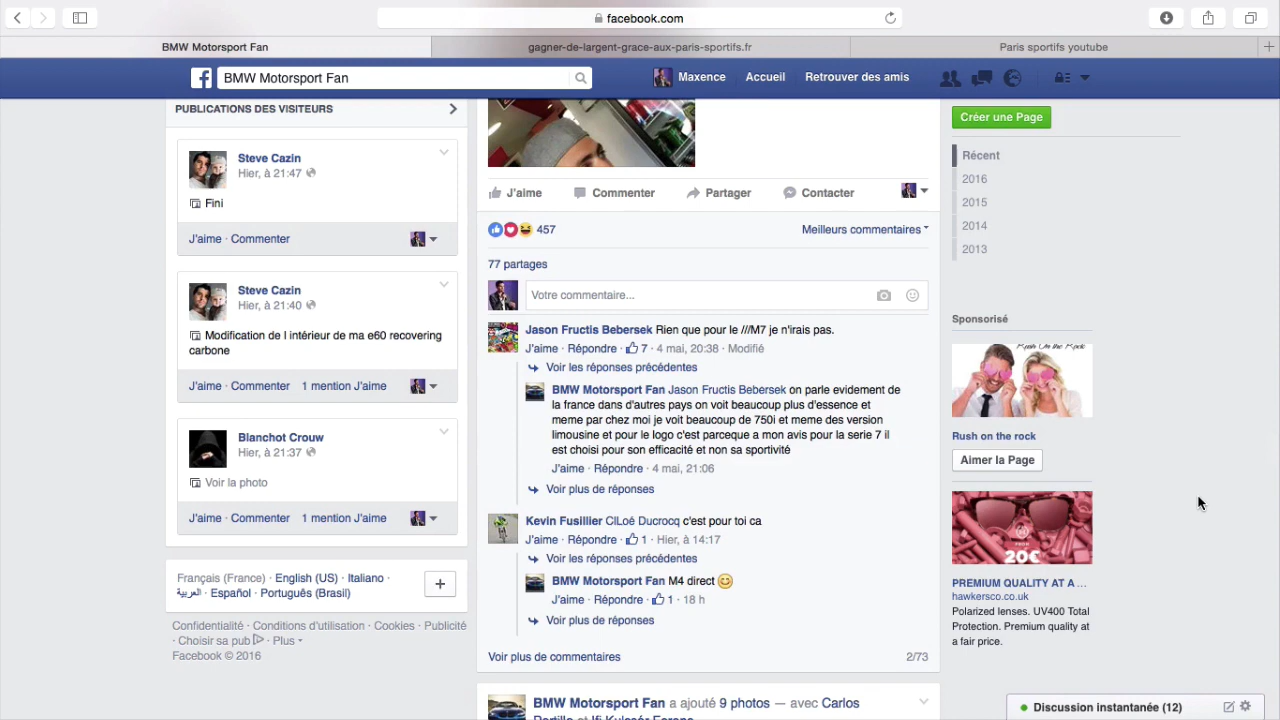 facebook.com
BMW Motorsport Fan
gagner-de-largent-grace-aux-paris-sportifs.fr
Paris sportifs youtube
BMW Motorsport Fan
Maxence
Accueil
Retrouver des amis
PUBLICATIONS DES VISITEURS
Steve Cazin
Hier, à 21:47
Fini
J'aime · Commenter
Steve Cazin
Hier, à 21:40
Modification de l intérieur de ma e60 recovering
carbone
J'aime · Commenter 1 mention J'aime
Blanchot Crouw
Hier, à 21:37
Voir la photo
J'aime · Commenter 1 mention J'aime
Français (France) · English (US) · Italiano ·
العربية · Español · Português (Brasil)
Confidentialité · Conditions d'utilisation · Cookies · Publicité
· Choisir sa pub · Plus
Facebook © 2016
J'aime Commenter Partager Contacter
457
Meilleurs commentaires
77 partages
Votre commentaire...
Jason Fructis Bebersek Rien que pour le ///M7 je n'irais pas.
J'aime · Répondre · 7 · 4 mai, 20:38 · Modifié
Voir les réponses précédentes
BMW Motorsport Fan Jason Fructis Bebersek on parle evidement de
la france dans d'autres pays on voit beaucoup plus d'essence et
meme par chez moi je voit beaucoup de 750i et meme des version
limousine et pour le logo c'est parceque a mon avis pour la serie 7 il
est choisi pour son efficacité et non sa sportivité
J'aime · Répondre · 4 mai, 21:06
Voir plus de réponses
Kevin Fusillier ClLoé Ducrocq c'est pour toi ca
J'aime · Répondre · 1 · Hier, à 14:17
Voir les réponses précédentes
BMW Motorsport Fan M4 direct
J'aime · Répondre · 1 · 18 h
Voir plus de réponses
Voir plus de commentaires
2/73
BMW Motorsport Fan a ajouté 9 photos — avec Carlos
Créer une Page
Récent
2016
2015
2014
2013
Sponsorisé
Rush On the Rock
Rush on the rock
Aimer la Page
FROM
20€
PREMIUM QUALITY AT A ...
hawkersco.co.uk
Polarized lenses. UV400 Total
Protection. Premium quality at
a fair price.
Discussion instantanée (12)